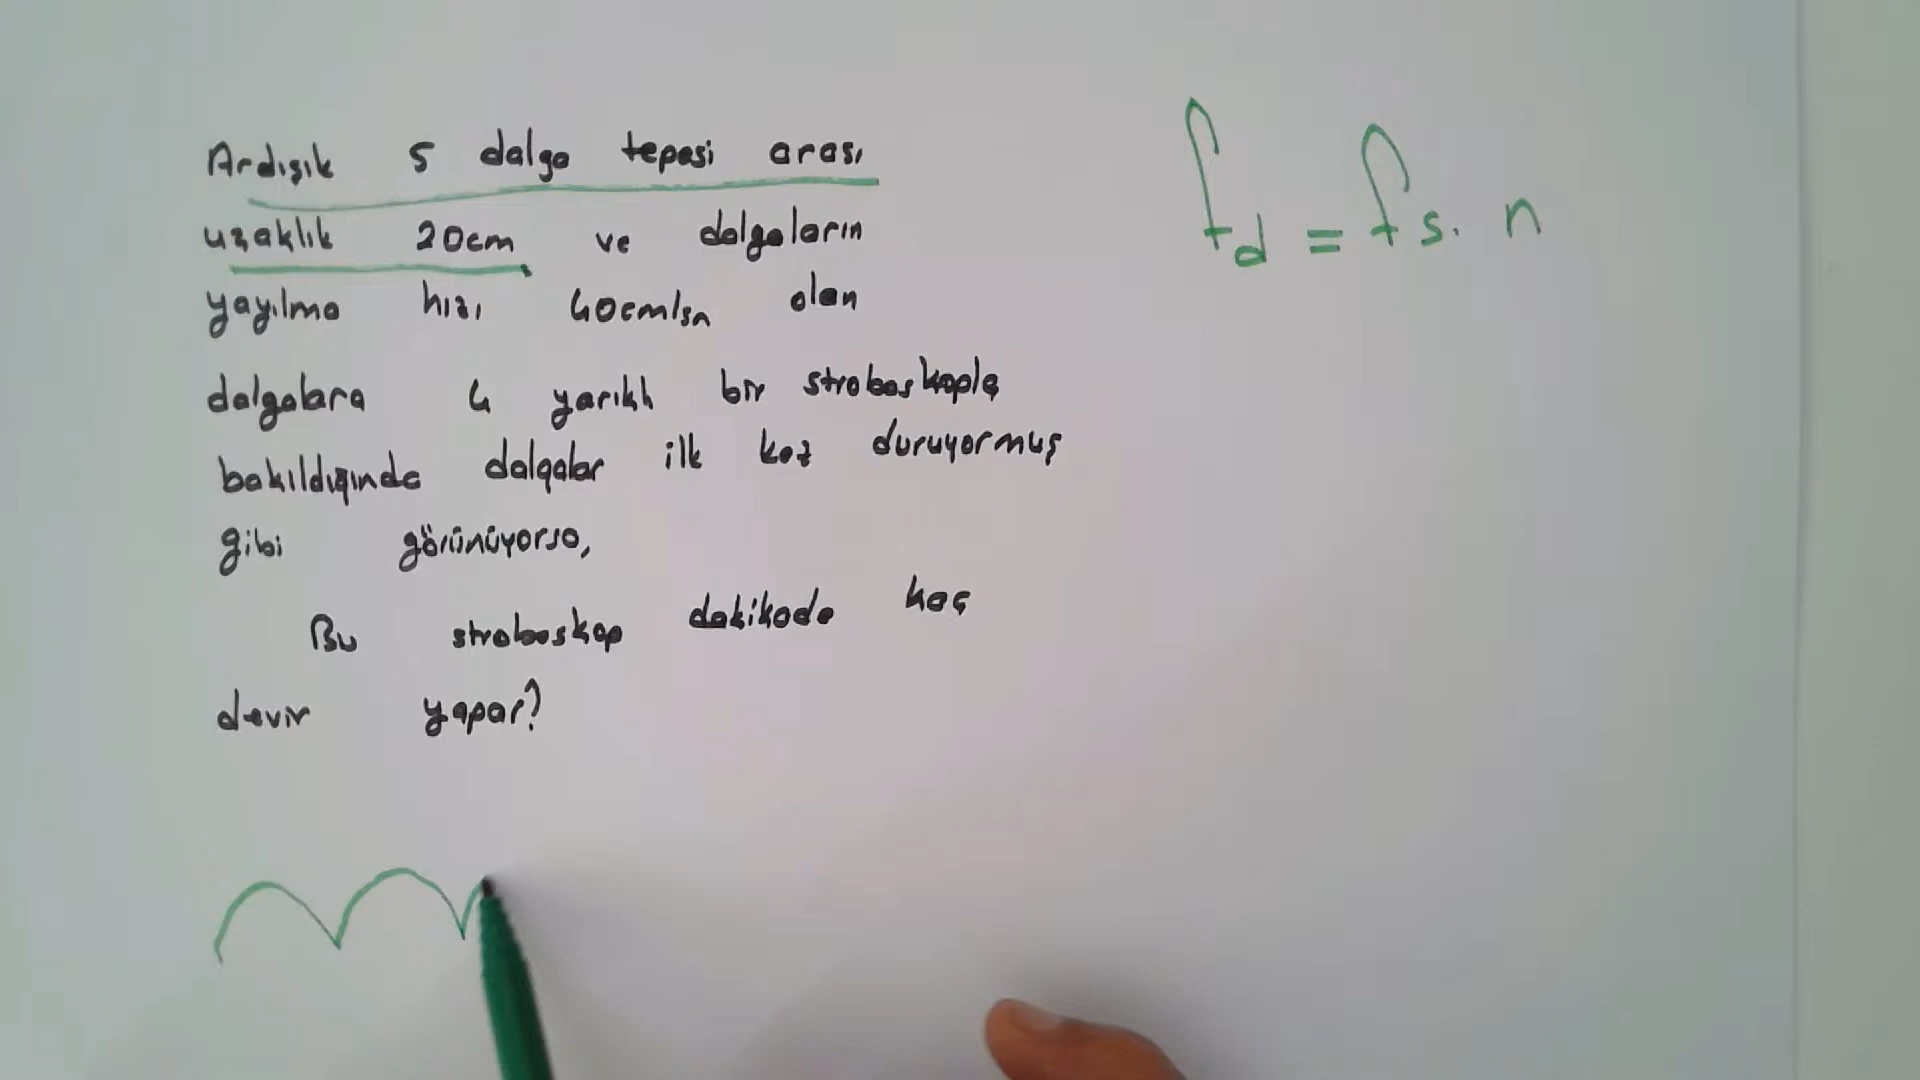 Ardışık 5 dalga tepesi arası
uzaklık 20cm ve dalgaların
yayılma hızı 40cm/sn olan
dalgalara 4 yarıklı bir stroboskopla
bakıldığında dalgalar ilk kez duruyormuş
gibi görünüyorsa,
Bu stroboskop dakikada kaç
devir yapar?
fd = fs. n